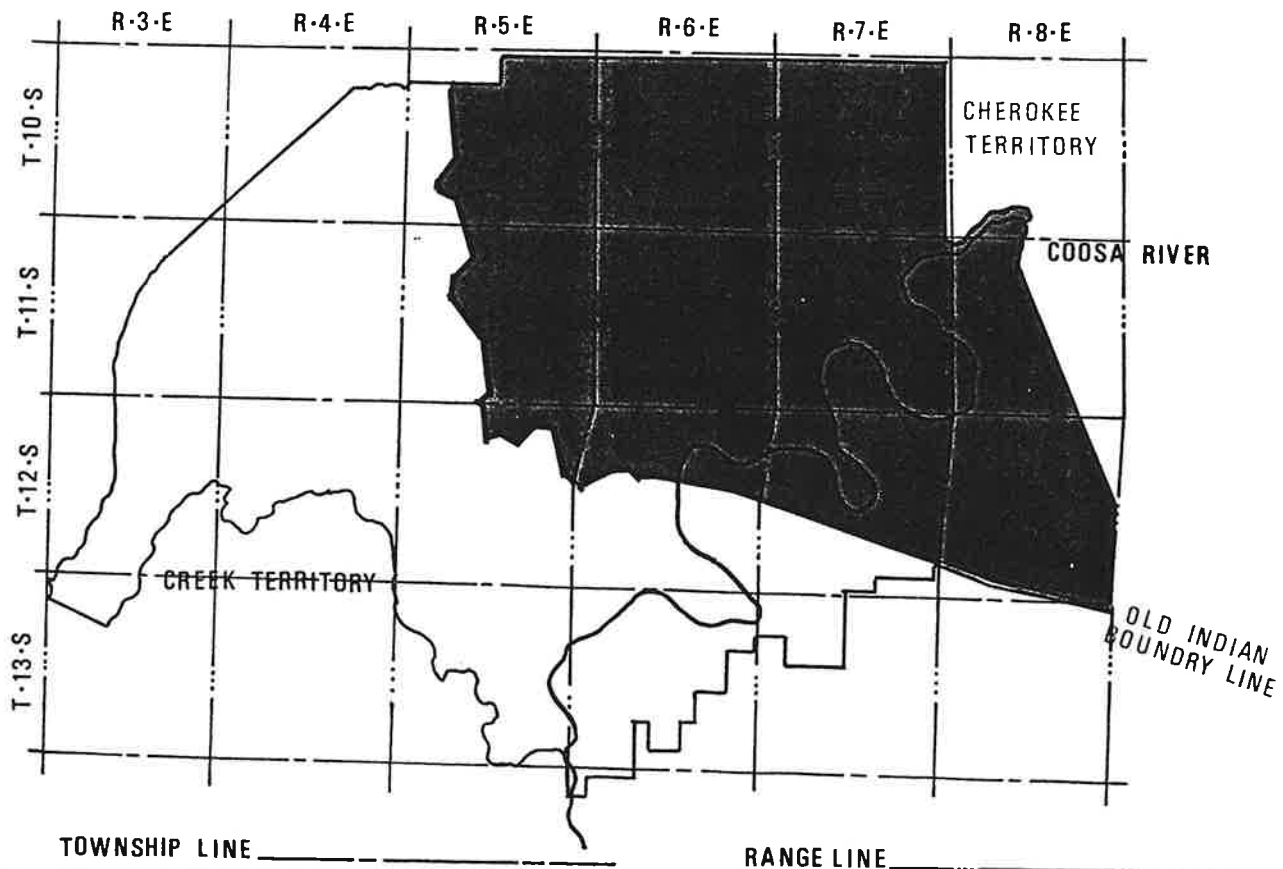 R·3·E R·4·E R·5·E R·6·E R·7·E R·8·E
T·10·S
CHEROKEE
TERRITORY
COOSA RIVER
T·11·S
T·12·S
CREEK TERRITORY
OLD INDIAN
BOUNDRY LINE
T·13·S
TOWNSHIP LINE RANGE LINE